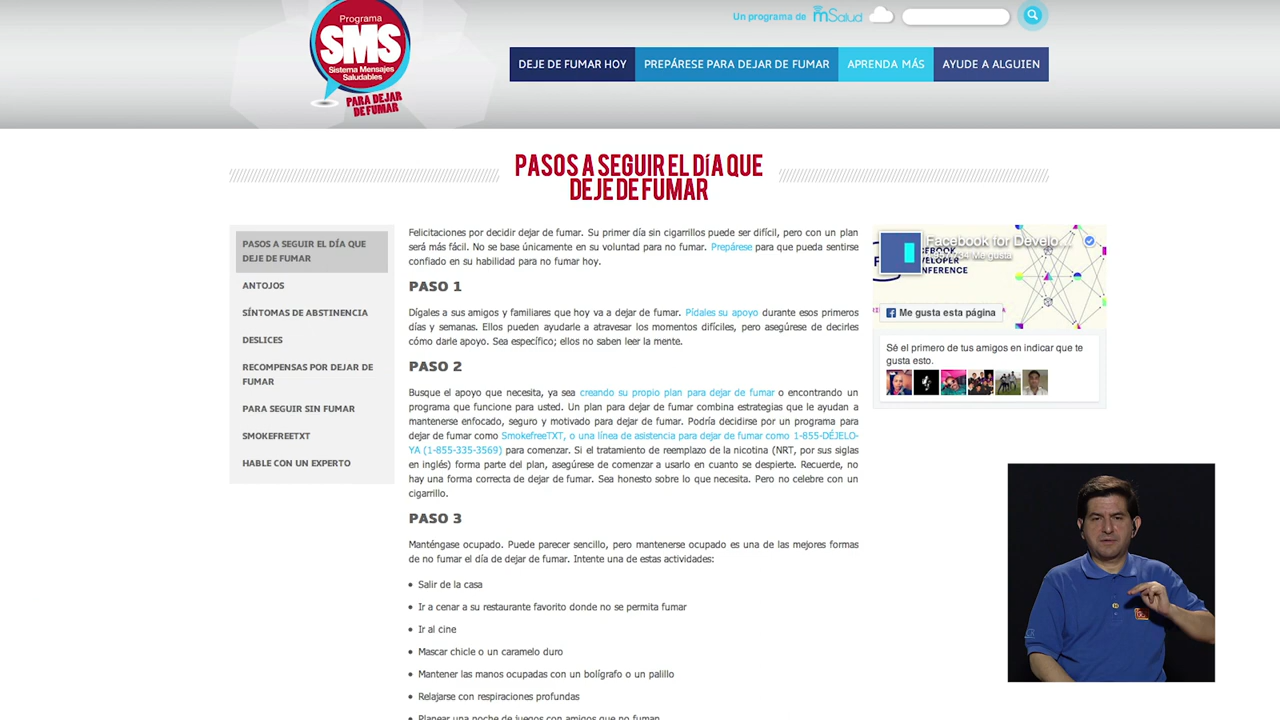 Programa
SMS
Sistema Mensajes
Saludables
PARA DEJAR
DE FUMAR
Un programa de mSalud
DEJE DE FUMAR HOY
PREPÁRESE PARA DEJAR DE FUMAR
APRENDA MÁS
AYUDE A ALGUIEN
PASOS A SEGUIR EL DÍA QUE
DEJE DE FUMAR
PASOS A SEGUIR EL DÍA QUE
DEJE DE FUMAR
ANTOJOS
SÍNTOMAS DE ABSTINENCIA
DESLICES
RECOMPENSAS POR DEJAR DE
FUMAR
PARA SEGUIR SIN FUMAR
SMOKEFREETXT
HABLE CON UN EXPERTO
Felicitaciones por decidir dejar de fumar. Su primer día sin cigarrillos puede ser difícil, pero con un plan
será más fácil. No se base únicamente en su voluntad para no fumar. Prepárese para que pueda sentirse
confiado en su habilidad para no fumar hoy.
PASO 1
Dígales a sus amigos y familiares que hoy va a dejar de fumar. Pídales su apoyo durante esos primeros
días y semanas. Ellos pueden ayudarle a atravesar los momentos difíciles, pero asegúrese de decirles
cómo darle apoyo. Sea específico; ellos no saben leer la mente.
PASO 2
Busque el apoyo que necesita, ya sea creando su propio plan para dejar de fumar o encontrando un
programa que funcione para usted. Un plan para dejar de fumar combina estrategias que le ayudan a
mantenerse enfocado, seguro y motivado para dejar de fumar. Podría decidirse por un programa para
dejar de fumar como SmokefreeTXT, o una línea de asistencia para dejar de fumar como 1-855-DÉJELO-
YA (1-855-335-3569) para comenzar. Si el tratamiento de reemplazo de la nicotina (NRT, por sus siglas
en inglés) forma parte del plan, asegúrese de comenzar a usarlo en cuanto se despierte. Recuerde, no
hay una forma correcta de dejar de fumar. Sea honesto sobre lo que necesita. Pero no celebre con un
cigarrillo.
PASO 3
Manténgase ocupado. Puede parecer sencillo, pero mantenerse ocupado es una de las mejores formas
de no fumar el día de dejar de fumar. Intente una de estas actividades:
• Salir de la casa
• Ir a cenar a su restaurante favorito donde no se permita fumar
• Ir al cine
• Mascar chicle o un caramelo duro
• Mantener las manos ocupadas con un bolígrafo o un palillo
• Relajarse con respiraciones profundas
• Planear una noche de juegos con amigos que no fuman
Facebook for Develo...
Me gusta
CONFERENCE
Me gusta esta página
Sé el primero de tus amigos en indicar que te
gusta esto.